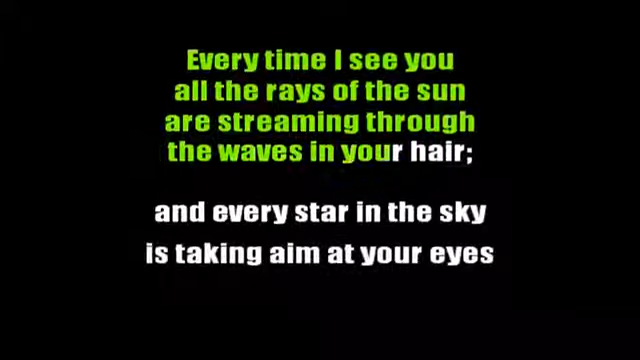 Every time I see you
all the rays of the sun
are streaming through
the waves in your hair;
and every star in the sky
is taking aim at your eyes